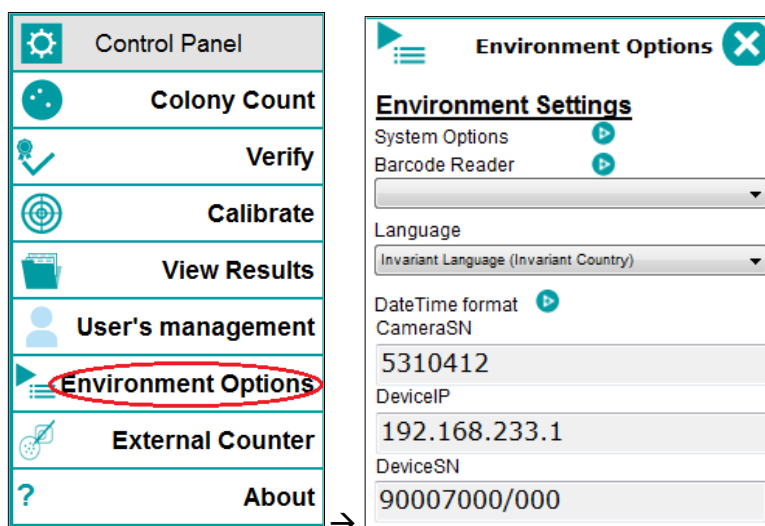 Control Panel
Colony Count
Verify
Calibrate
View Results
User's management
Environment Options
External Counter
? About
→
Environment Options
Environment Settings
System Options
Barcode Reader
Language
Invariant Language (Invariant Country)
DateTime format
CameraSN
5310412
DeviceIP
192.168.233.1
DeviceSN
90007000/000